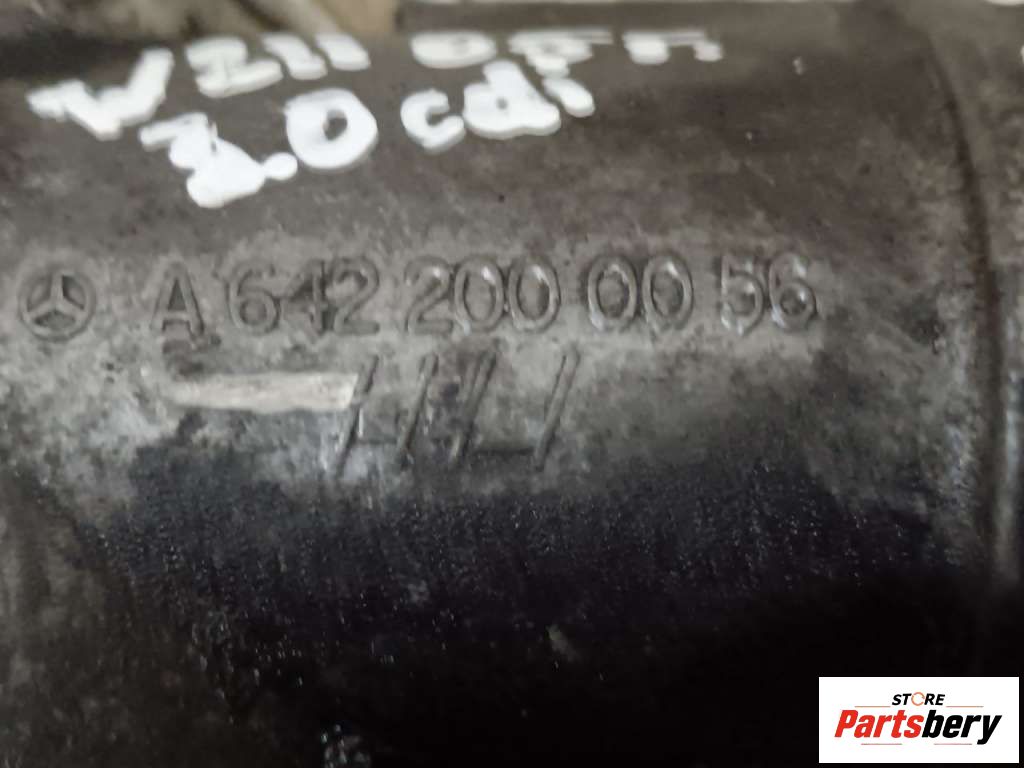 W211
3.0 cdi
A 642 200 00 56
STORE
Partsbery